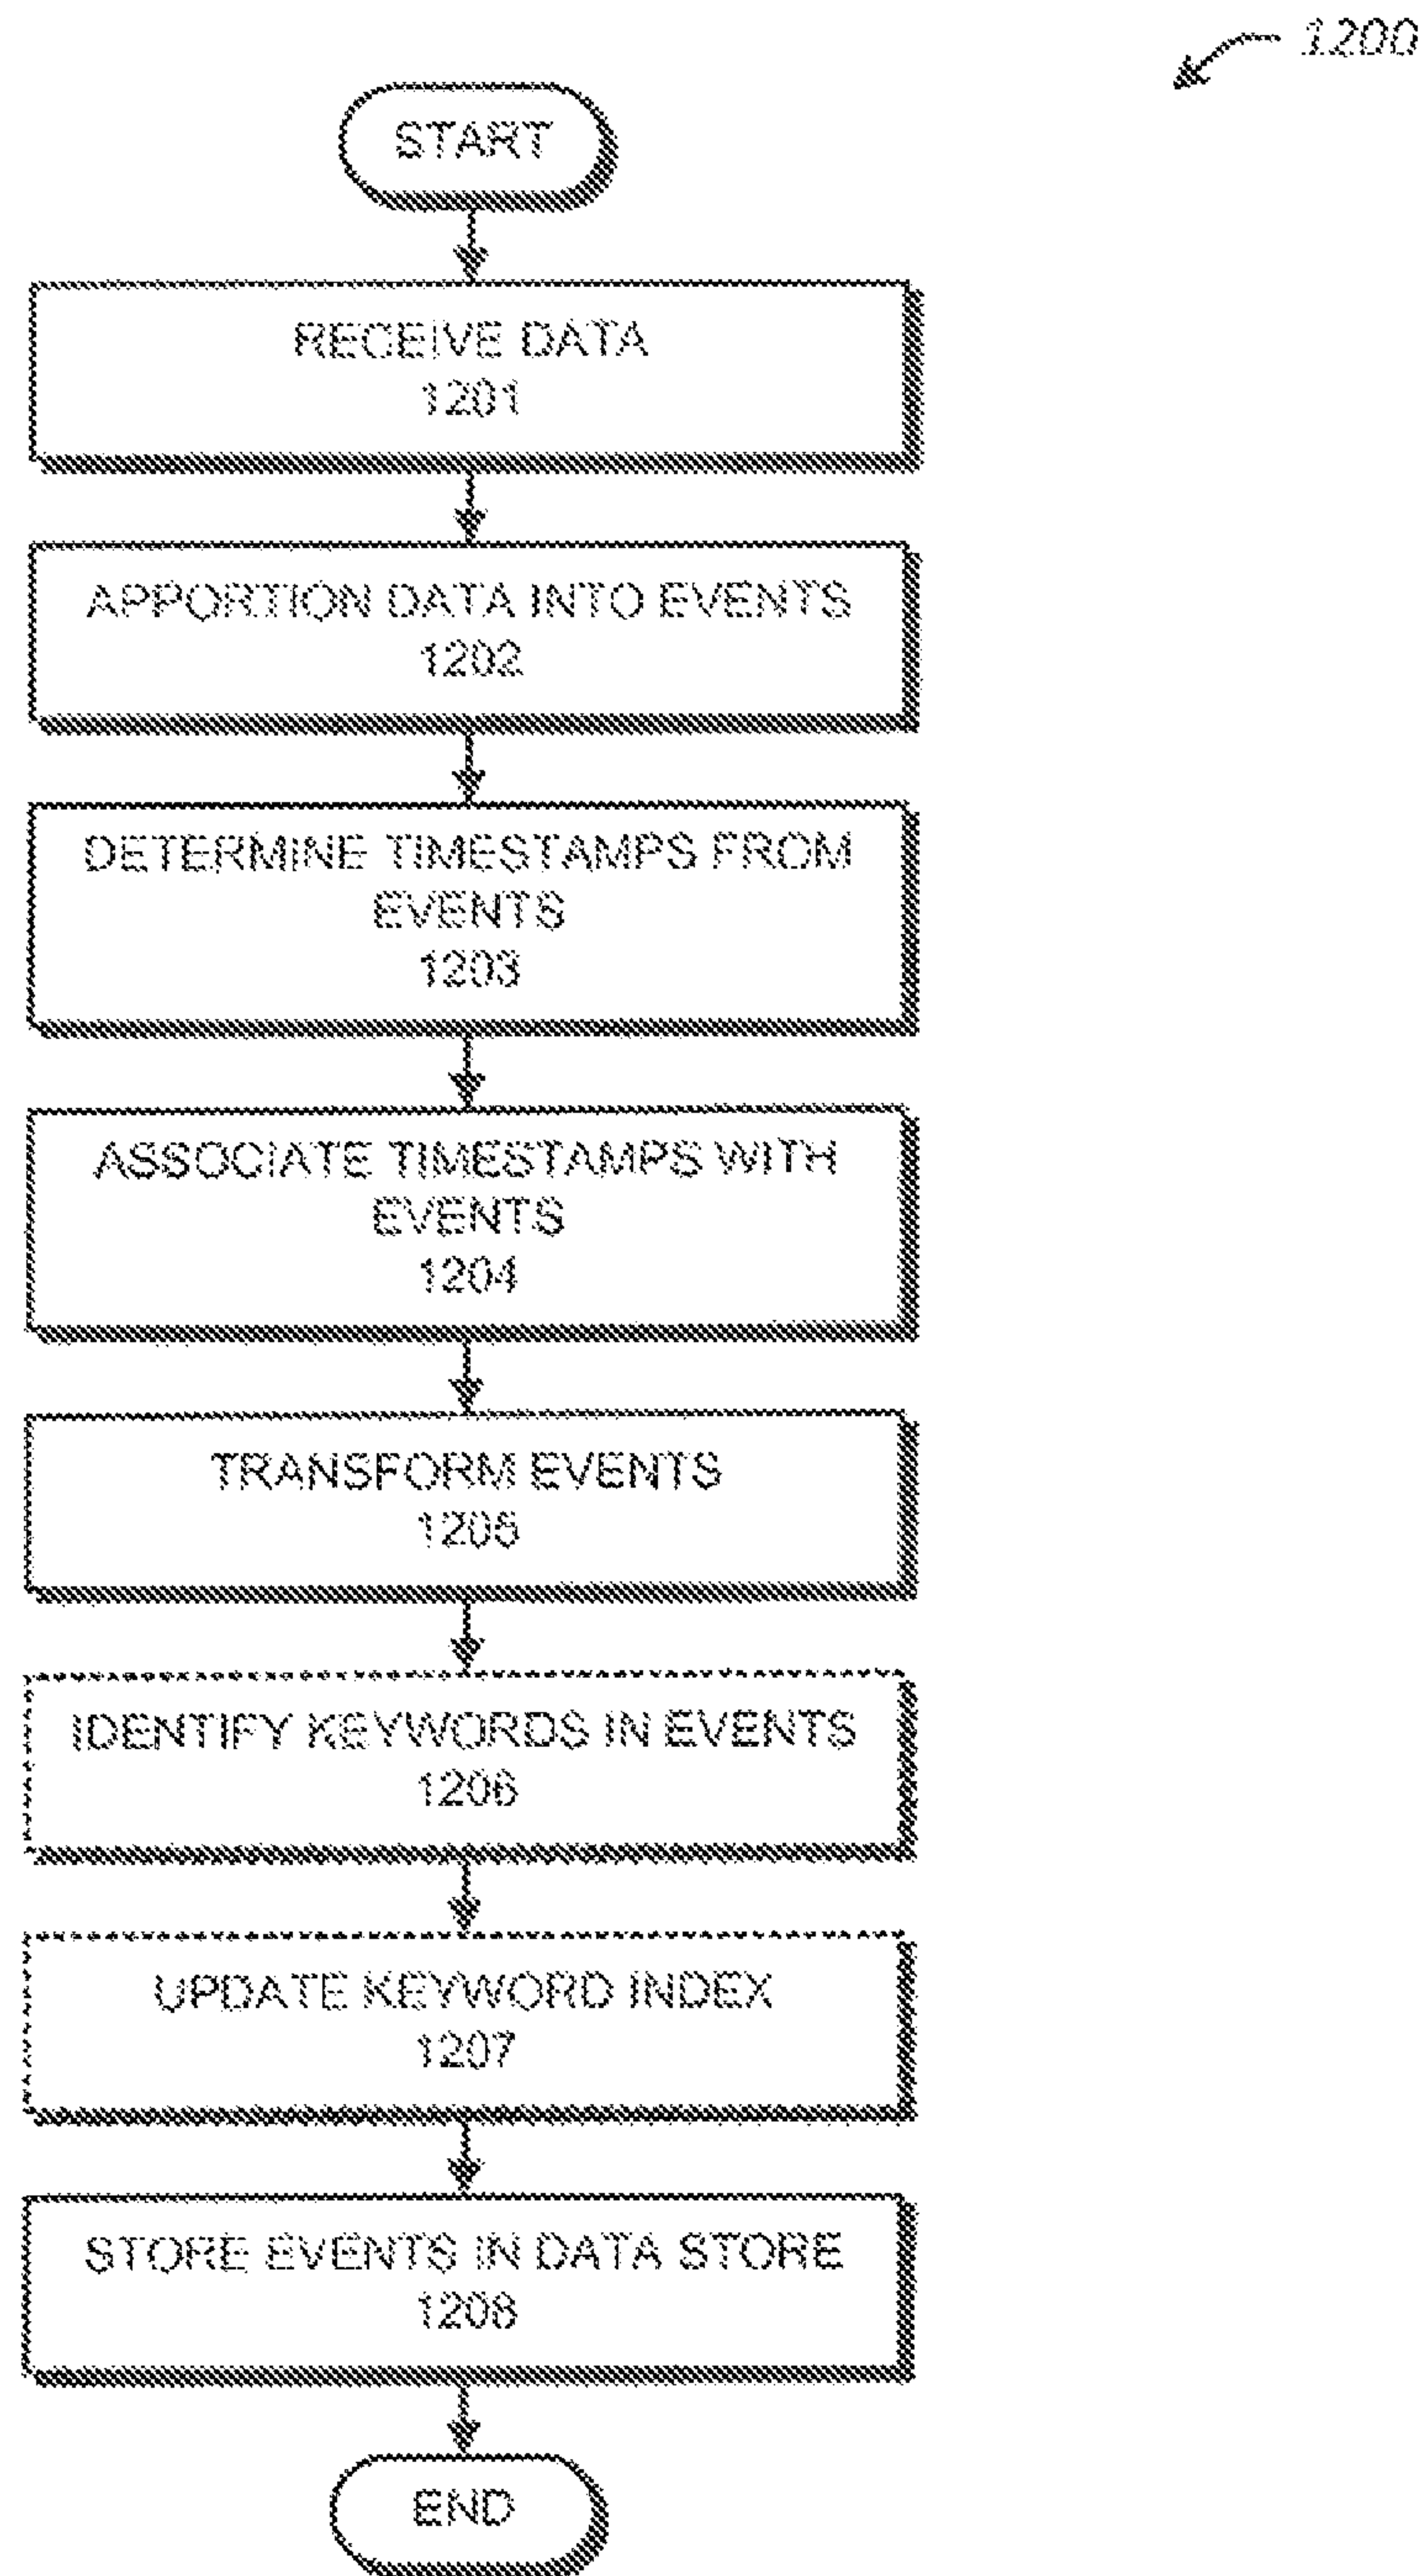 1200
START
RECEIVE DATA
1201
APPORTION DATA INTO EVENTS
1202
DETERMINE TIMESTAMPS FROM
EVENTS
1203
ASSOCIATE TIMESTAMPS WITH
EVENTS
1204
TRANSFORM EVENTS
1205
IDENTIFY KEYWORDS IN EVENTS
1206
UPDATE KEYWORD INDEX
1207
STORE EVENTS IN DATA STORE
1208
END